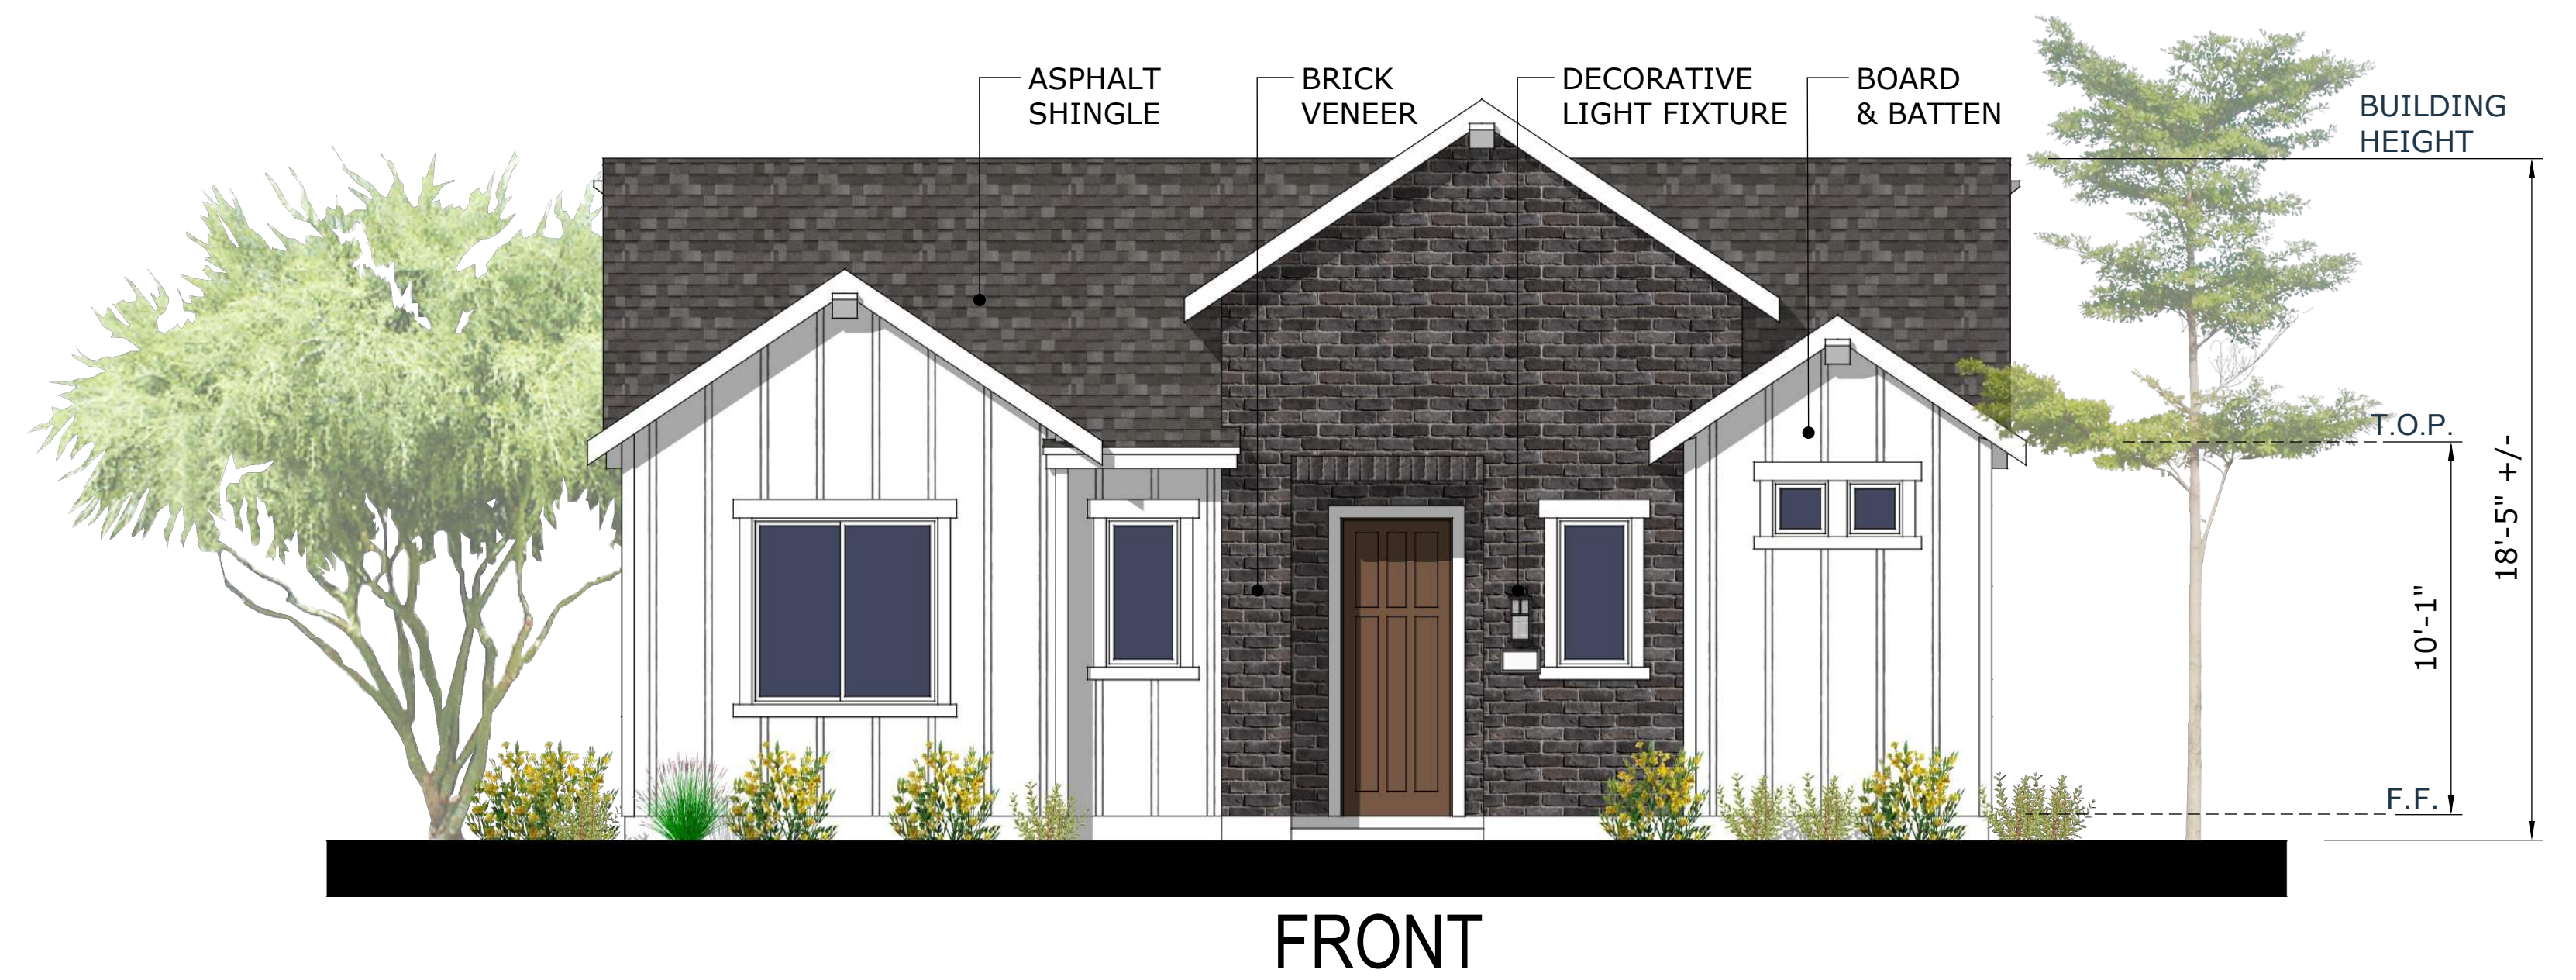 ASPHALT
SHINGLE
BRICK
VENEER
DECORATIVE
LIGHT FIXTURE
BOARD
& BATTEN
BUILDING
HEIGHT
T.O.P.
18'-5" +/-
10'-1"
F.F.
FRONT